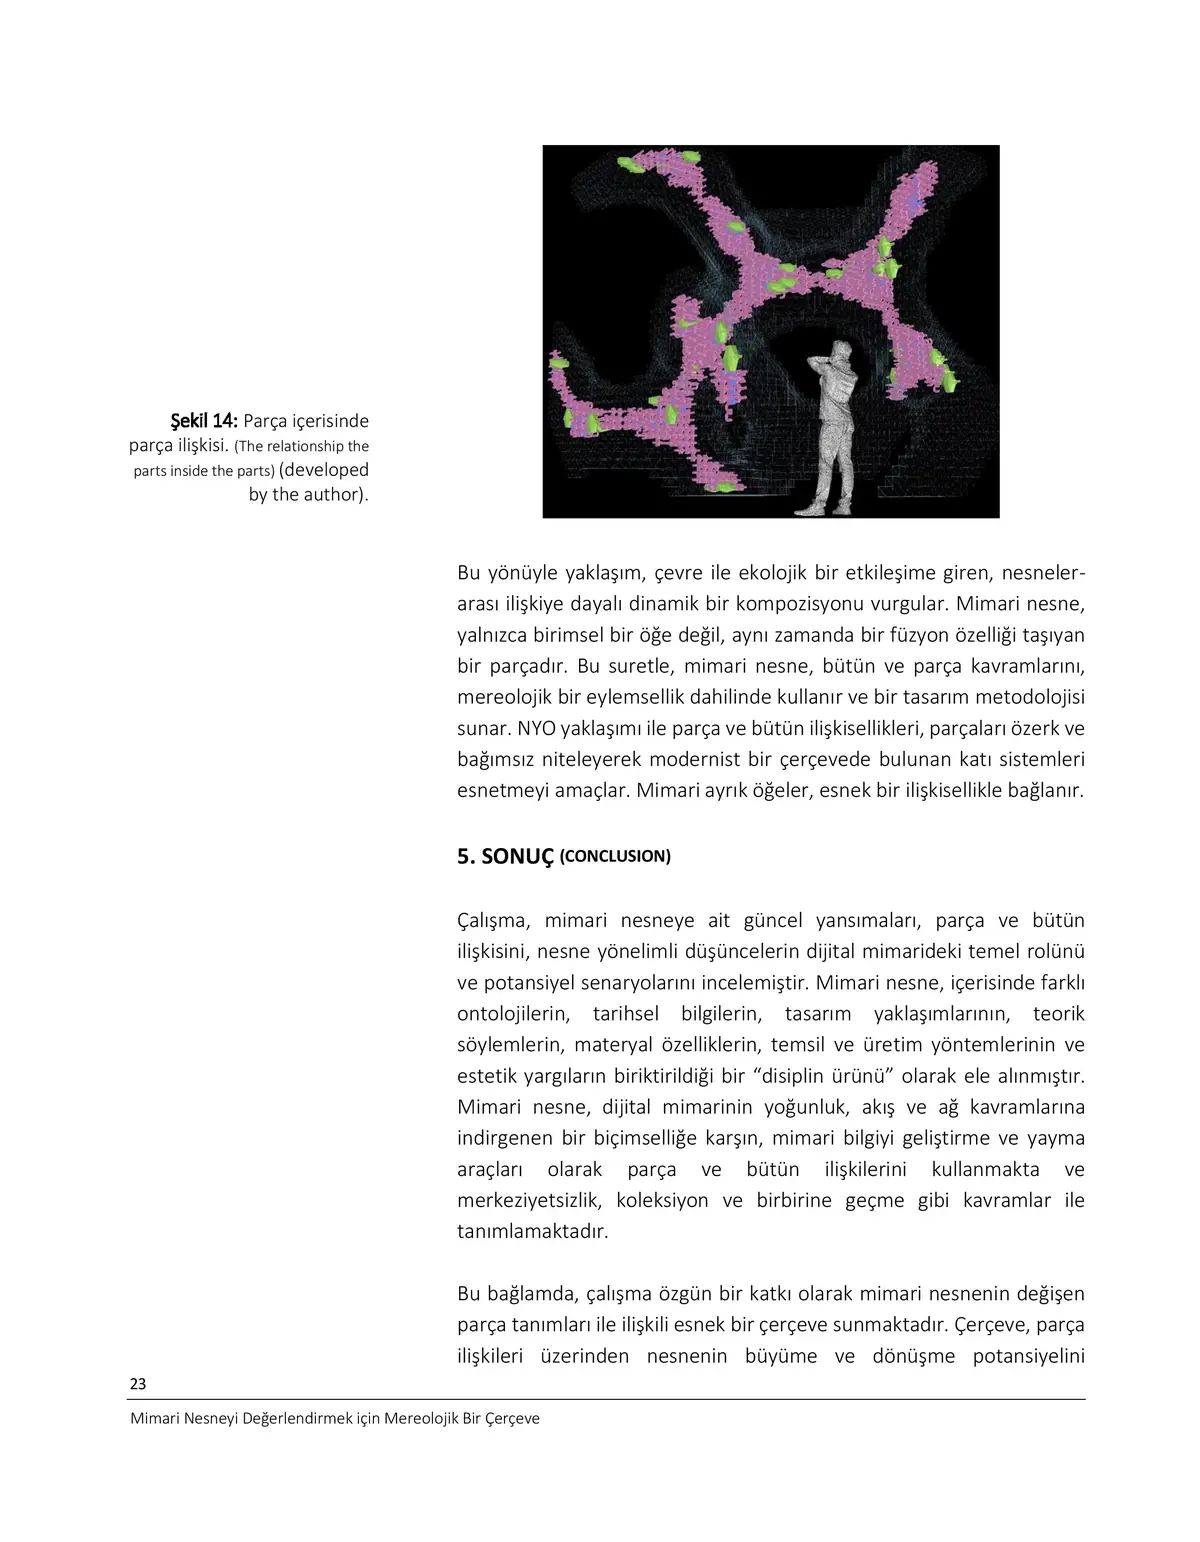 Şekil 14: Parça içerisinde
parça ilişkisi. (The relationship the
parts inside the parts) (developed
by the author).
Bu yönüyle yaklaşım, çevre ile ekolojik bir etkileşime giren, nesneler-
arası ilişkiye dayalı dinamik bir kompozisyonu vurgular. Mimari nesne,
yalnızca birimsel bir öğe değil, aynı zamanda bir füzyon özelliği taşıyan
bir parçadır. Bu suretle, mimari nesne, bütün ve parça kavramlarını,
mereolojik bir eylemsellik dahilinde kullanır ve bir tasarım metodolojisi
sunar. NYO yaklaşımı ile parça ve bütün ilişkisellikleri, parçaları özerk ve
bağımsız niteleyerek modernist bir çerçevede bulunan katı sistemleri
esnetmeyi amaçlar. Mimari ayrık öğeler, esnek bir ilişkisellikle bağlanır.
5. SONUÇ (CONCLUSION)
Çalışma, mimari nesneye ait güncel yansımaları, parça ve bütün
ilişkisini, nesne yönelimli düşüncelerin dijital mimarideki temel rolünü
ve potansiyel senaryolarını incelemiştir. Mimari nesne, içerisinde farklı
ontolojilerin, tarihsel bilgilerin, tasarım yaklaşımlarının, teorik
söylemlerin, materyal özelliklerin, temsil ve üretim yöntemlerinin ve
estetik yargıların biriktirildiği bir “disiplin ürünü” olarak ele alınmıştır.
Mimari nesne, dijital mimarinin yoğunluk, akış ve ağ kavramlarına
indirgenen bir biçimselliğe karşın, mimari bilgiyi geliştirme ve yayma
araçları olarak parça ve bütün ilişkilerini kullanmakta ve
merkeziyetsizlik, koleksiyon ve birbirine geçme gibi kavramlar ile
tanımlamaktadır.
Bu bağlamda, çalışma özgün bir katkı olarak mimari nesnenin değişen
parça tanımları ile ilişkili esnek bir çerçeve sunmaktadır. Çerçeve, parça
ilişkileri üzerinden nesnenin büyüme ve dönüşme potansiyelini
23
Mimari Nesneyi Değerlendirmek için Mereolojik Bir Çerçeve